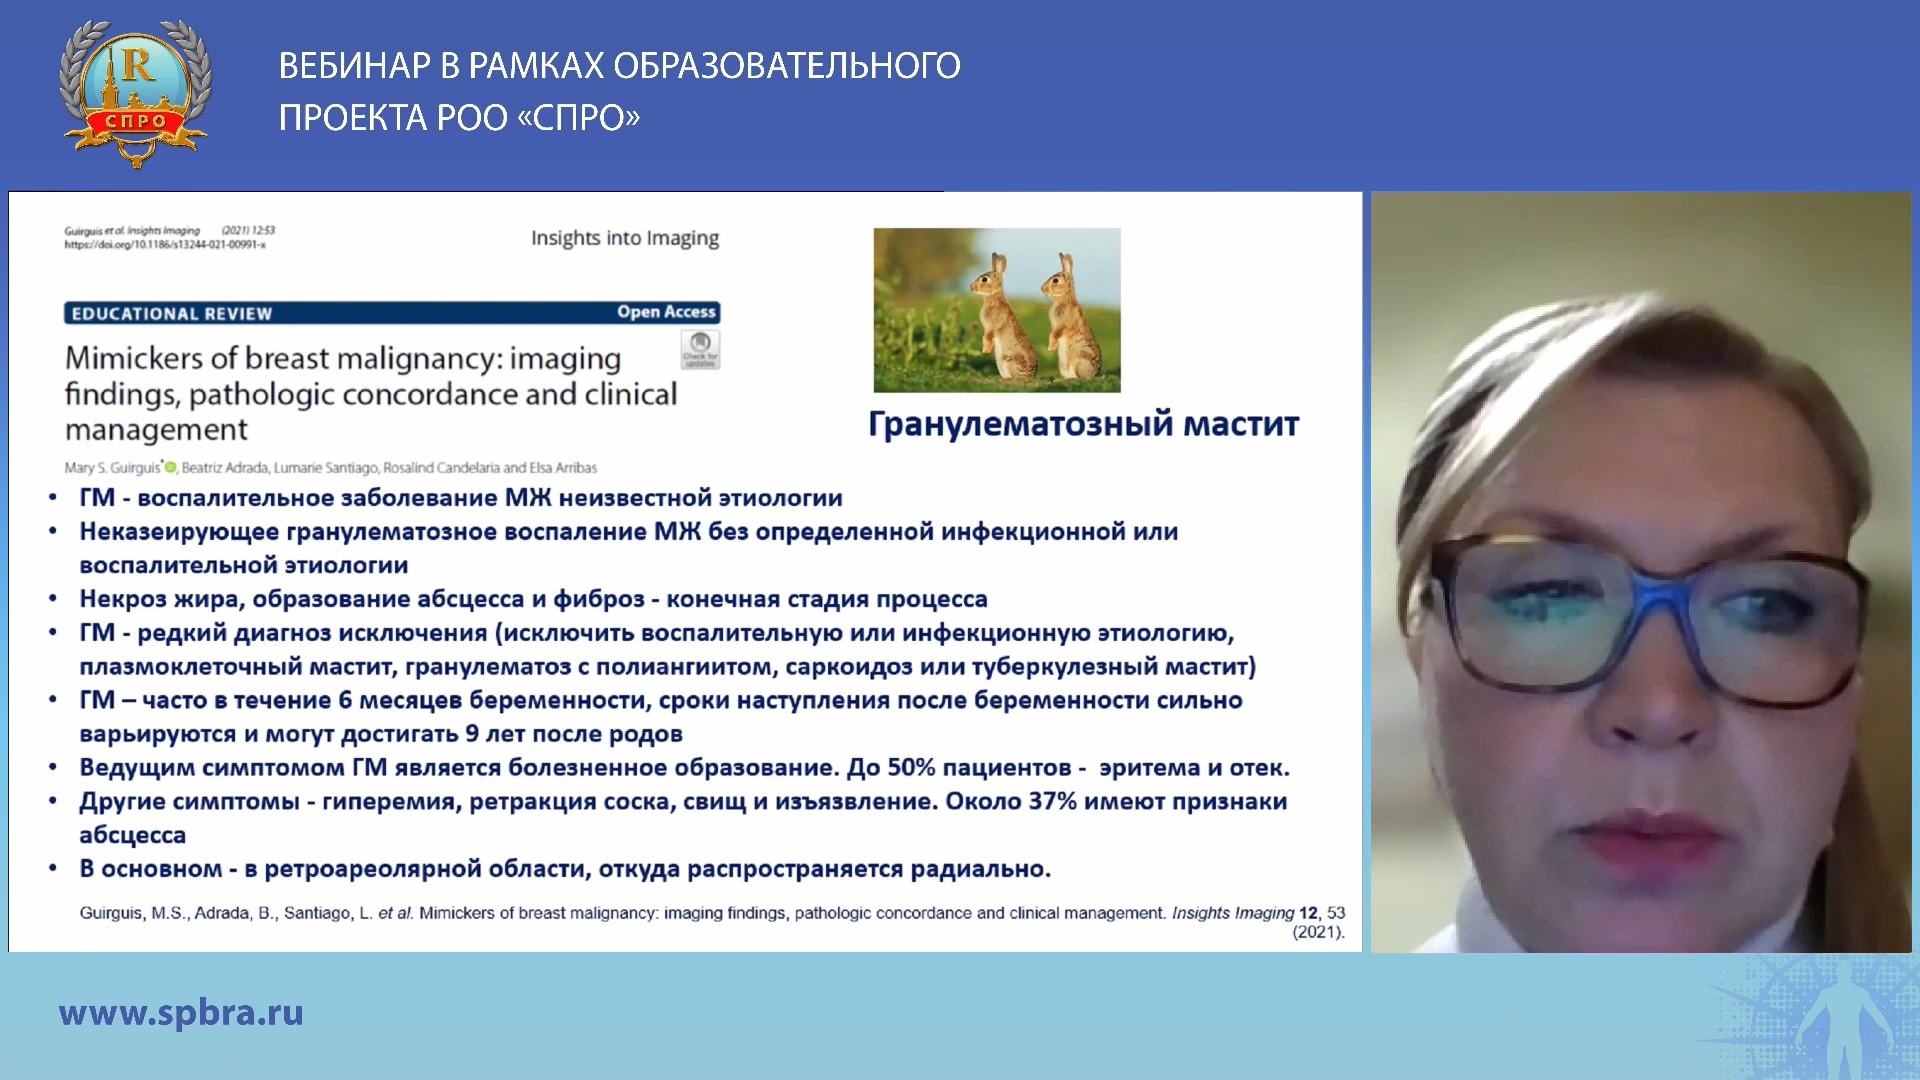 R
СПРО
ВЕБИНАР В РАМКАХ ОБРАЗОВАТЕЛЬНОГО
ПРОЕКТА РОО «СПРО»
Guirguis et al. Insights Imaging (2021) 12:53
https://doi.org/10.1186/s13244-021-00991-x
Insights into Imaging
EDUCATIONAL REVIEW Open Access
Check for
updates
Mimickers of breast malignancy: imaging
findings, pathologic concordance and clinical
management
Mary S. Guirguis*, Beatriz Adrada, Lumarie Santiago, Rosalind Candelaria and Elsa Arribas
Гранулематозный мастит
• ГМ - воспалительное заболевание МЖ неизвестной этиологии
• Неказеирующее гранулематозное воспаление МЖ без определенной инфекционной или
воспалительной этиологии
• Некроз жира, образование абсцесса и фиброз - конечная стадия процесса
• ГМ - редкий диагноз исключения (исключить воспалительную или инфекционную этиологию,
плазмоклеточный мастит, гранулематоз с полиангиитом, саркоидоз или туберкулезный мастит)
• ГМ – часто в течение 6 месяцев беременности, сроки наступления после беременности сильно
варьируются и могут достигать 9 лет после родов
• Ведущим симптомом ГМ является болезненное образование. До 50% пациентов - эритема и отек.
• Другие симптомы - гиперемия, ретракция соска, свищ и изъязвление. Около 37% имеют признаки
абсцесса
• В основном - в ретроареолярной области, откуда распространяется радиально.
Guirguis, M.S., Adrada, B., Santiago, L. et al. Mimickers of breast malignancy: imaging findings, pathologic concordance and clinical management. Insights Imaging 12, 53
(2021).
www.spbra.ru